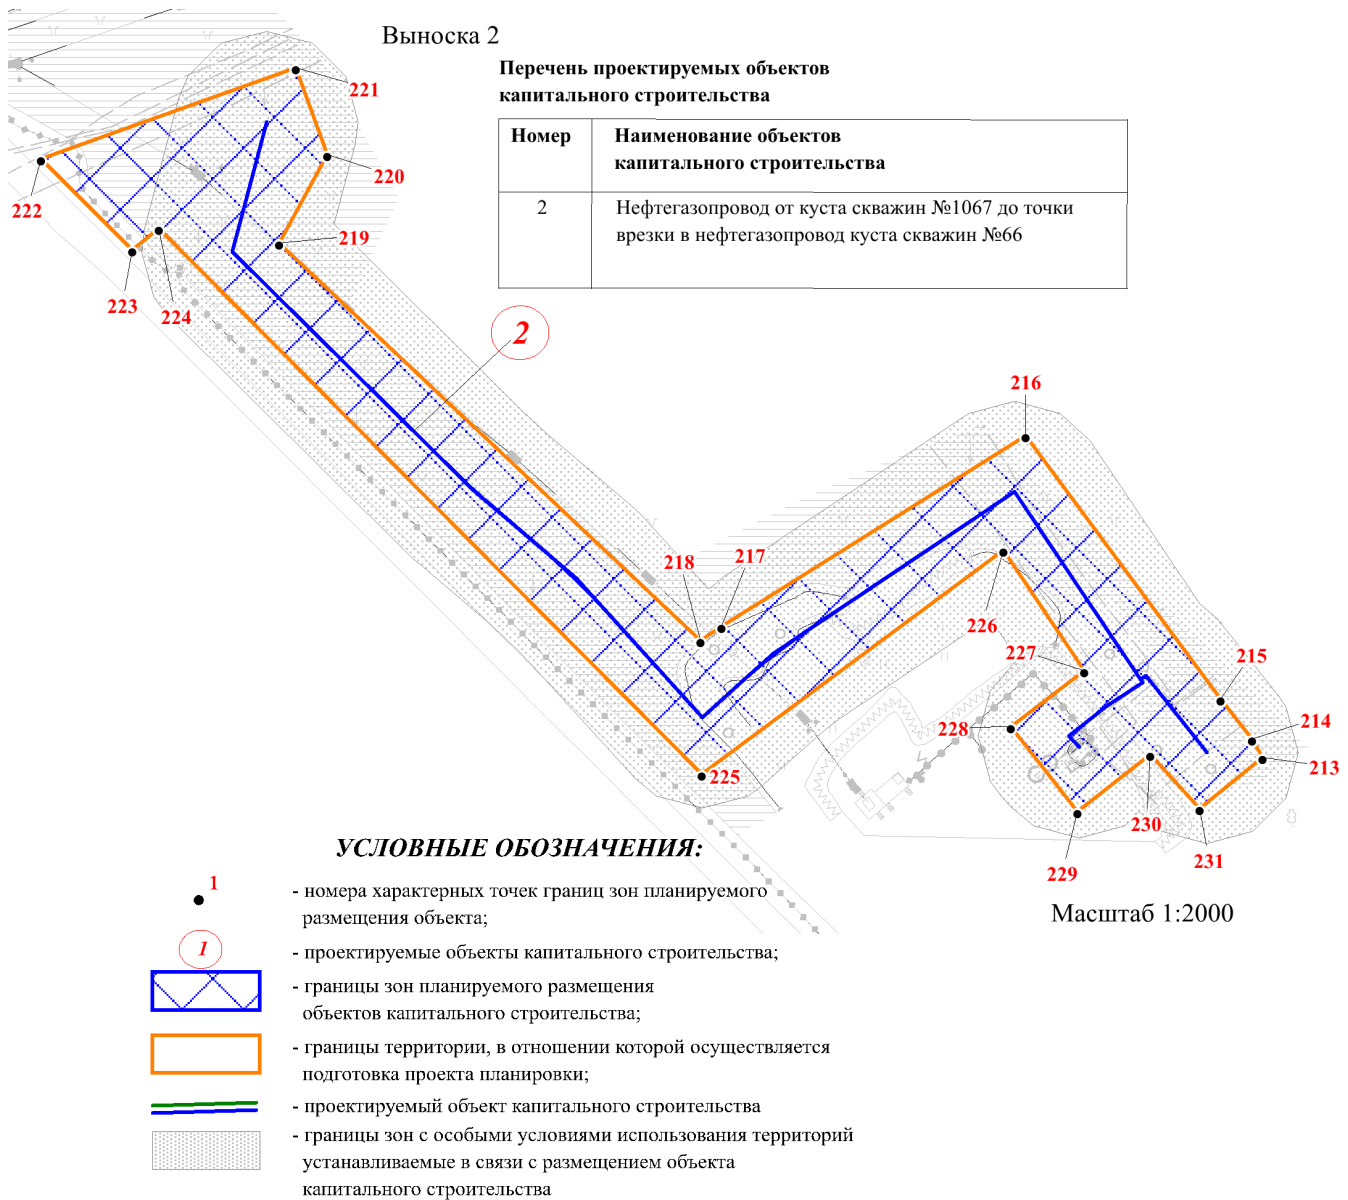 Выноска 2
Перечень проектируемых объектов
капитального строительства
Номер
Наименование объектов
капитального строительства
2
Нефтегазопровод от куста скважин №1067 до точки
врезки в нефтегазопровод куста скважин №66
221
220
222
219
223
224
2
216
218
217
226
227
215
228
214
213
225
230
231
229
Масштаб 1:2000
УСЛОВНЫЕ ОБОЗНАЧЕНИЯ:
1
- номера характерных точек границ зон планируемого
размещения объекта;
1
- проектируемые объекты капитального строительства;
- границы зон планируемого размещения
объектов капитального строительства;
- границы территории, в отношении которой осуществляется
подготовка проекта планировки;
- проектируемый объект капитального строительства
- границы зон с особыми условиями использования территорий
устанавливаемые в связи с размещением объекта
капитального строительства